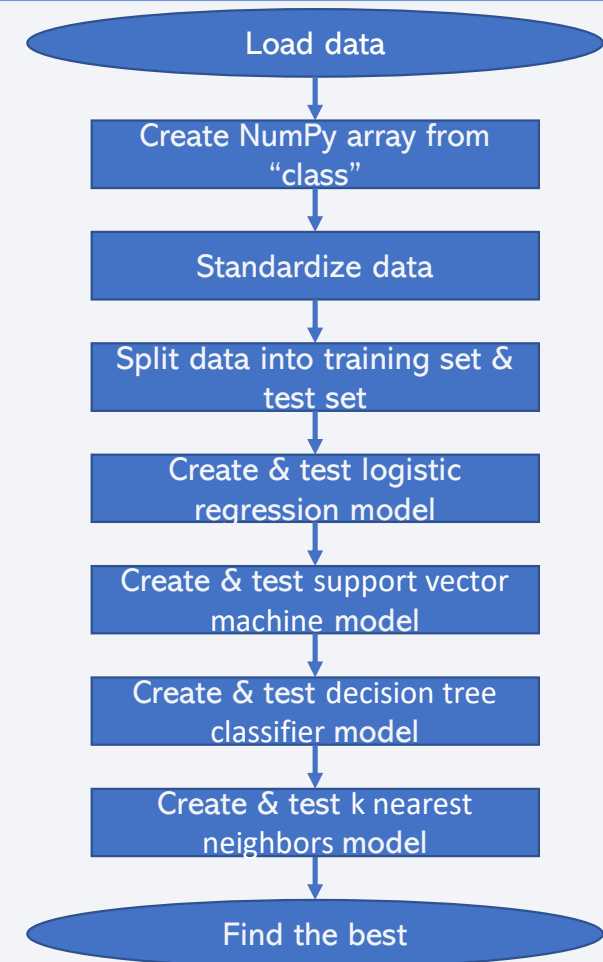 Load data
Create NumPy array from
“class”
Standardize data
Split data into training set &
test set
Create & test logistic
regression model
Create & test support vector
machine model
Create & test decision tree
classifier model
Create & test k nearest
neighbors model
Find the best